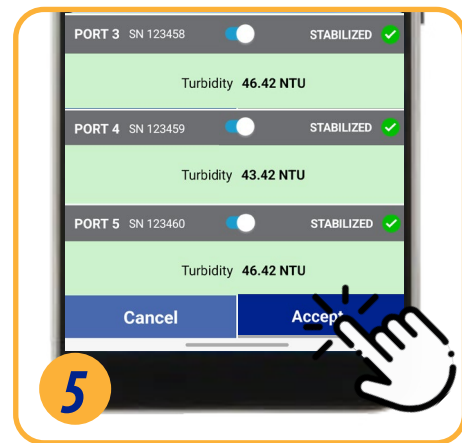 PORT 3 SN 123458 STABILIZED
Turbidity 46.42 NTU
PORT 4 SN 123459 STABILIZED
Turbidity 43.42 NTU
PORT 5 SN 123460 STABILIZED
Turbidity 46.42 NTU
Cancel Accept
5